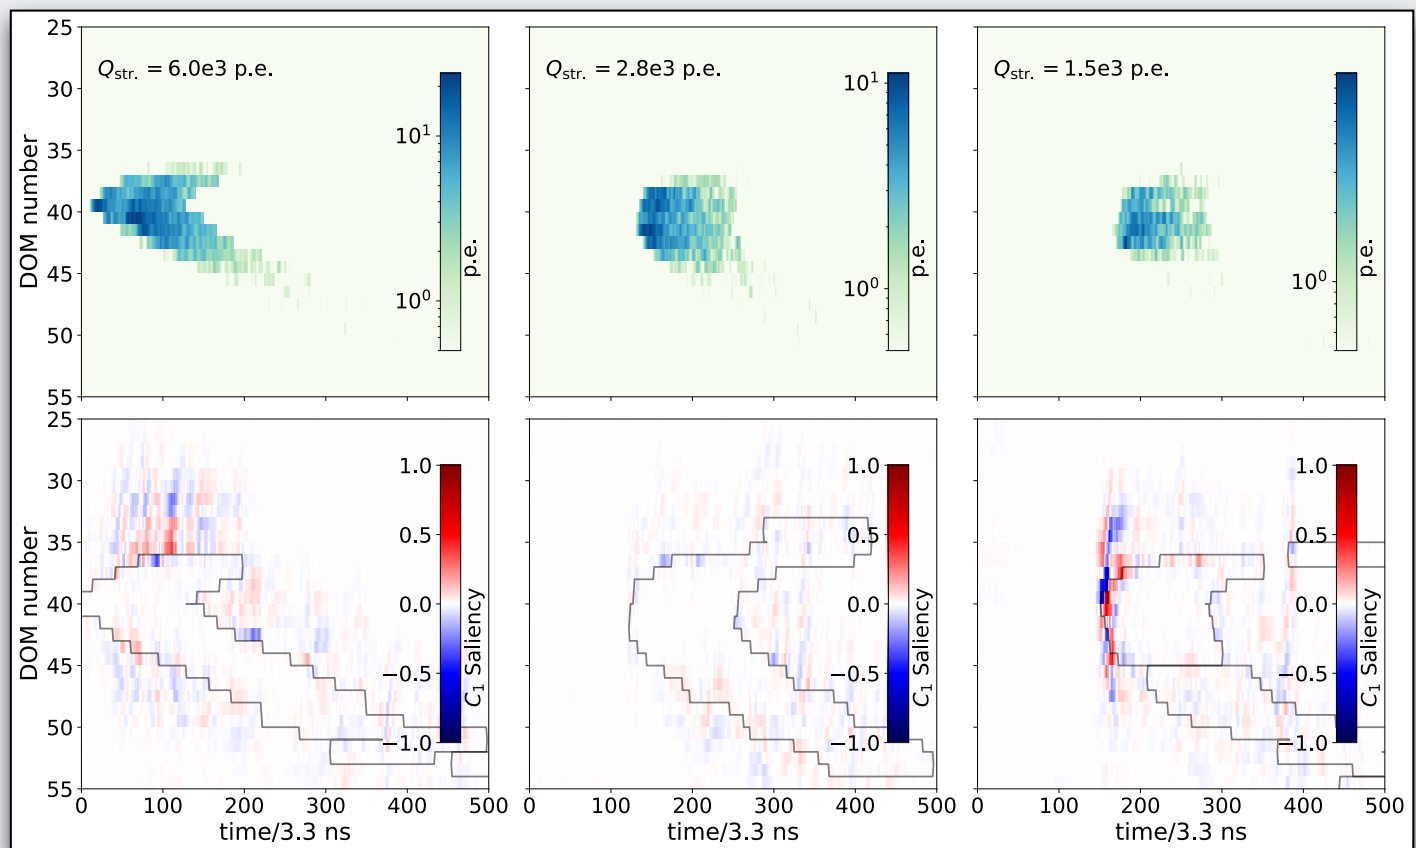 25
30
35
40
45
50
55
DOM number
Q_str. = 6.0e3 p.e.
10^1
10^0
p.e.
Q_str. = 2.8e3 p.e.
10^1
10^0
p.e.
Q_str. = 1.5e3 p.e.
10^0
p.e.
25
30
35
40
45
50
55
DOM number
1.0
0.5
0.0
−0.5
−1.0
C_1 Saliency
0 100 200 300 400 500
time/3.3 ns
1.0
0.5
0.0
−0.5
−1.0
C_1 Saliency
0 100 200 300 400 500
time/3.3 ns
1.0
0.5
0.0
−0.5
−1.0
C_1 Saliency
0 100 200 300 400 500
time/3.3 ns